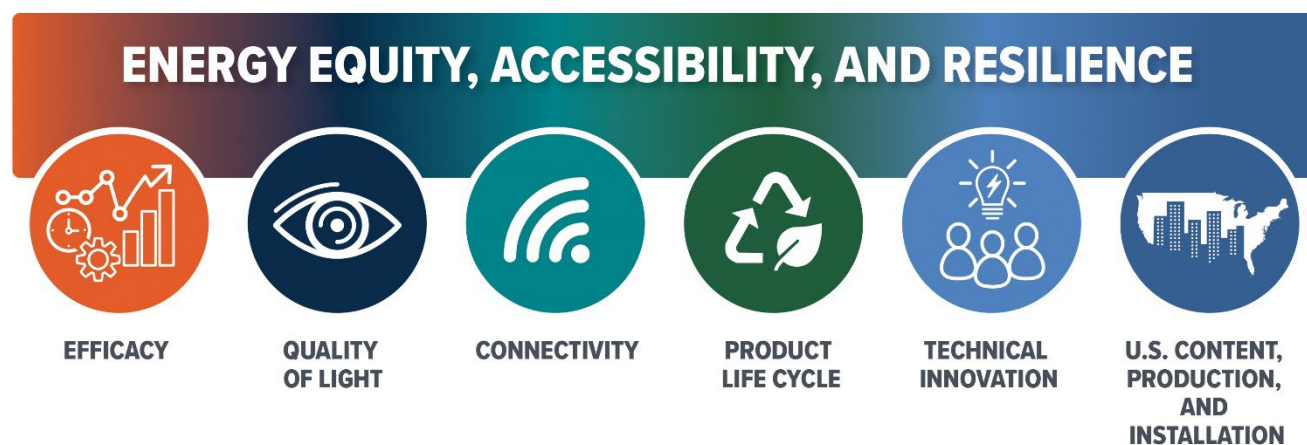 ENERGY EQUITY, ACCESSIBILITY, AND RESILIENCE
EFFICACY
QUALITY
OF LIGHT
CONNECTIVITY
PRODUCT
LIFE CYCLE
TECHNICAL
INNOVATION
U.S. CONTENT,
PRODUCTION,
AND
INSTALLATION